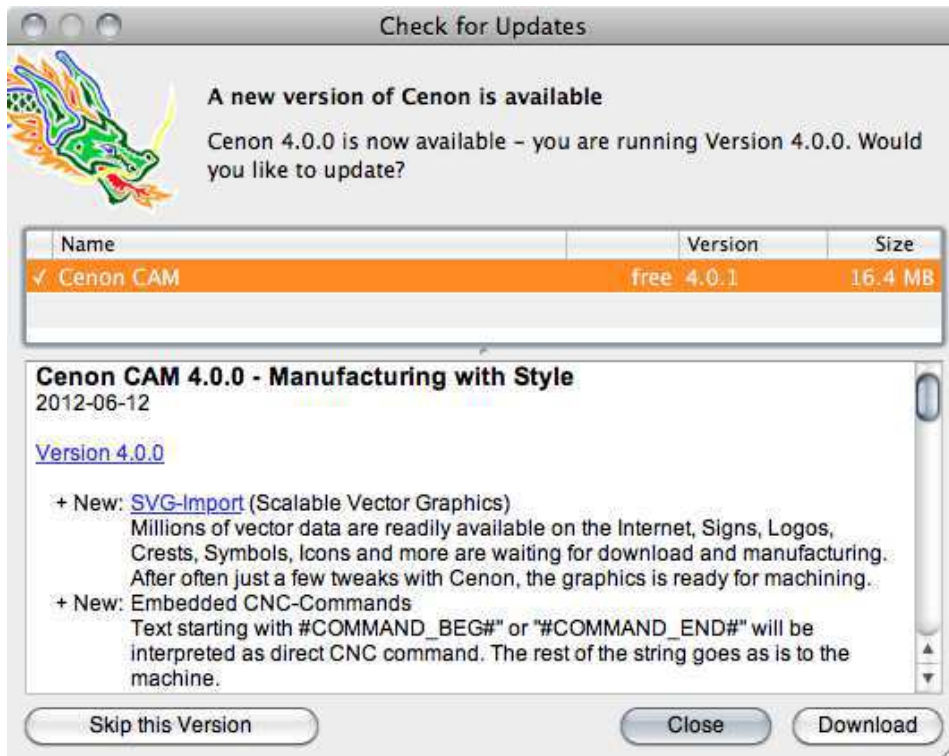 Check for Updates
A new version of Cenon is available
Cenon 4.0.0 is now available – you are running Version 4.0.0. Would
you like to update?
Name Version Size
✓ Cenon CAM free 4.0.1 16.4 MB
Cenon CAM 4.0.0 - Manufacturing with Style
2012-06-12
Version 4.0.0
+ New: SVG-Import (Scalable Vector Graphics)
Millions of vector data are readily available on the Internet, Signs, Logos,
Crests, Symbols, Icons and more are waiting for download and manufacturing.
After often just a few tweaks with Cenon, the graphics is ready for machining.
+ New: Embedded CNC-Commands
Text starting with #COMMAND_BEG#" or "#COMMAND_END#" will be
interpreted as direct CNC command. The rest of the string goes as is to the
machine.
Skip this Version Close Download